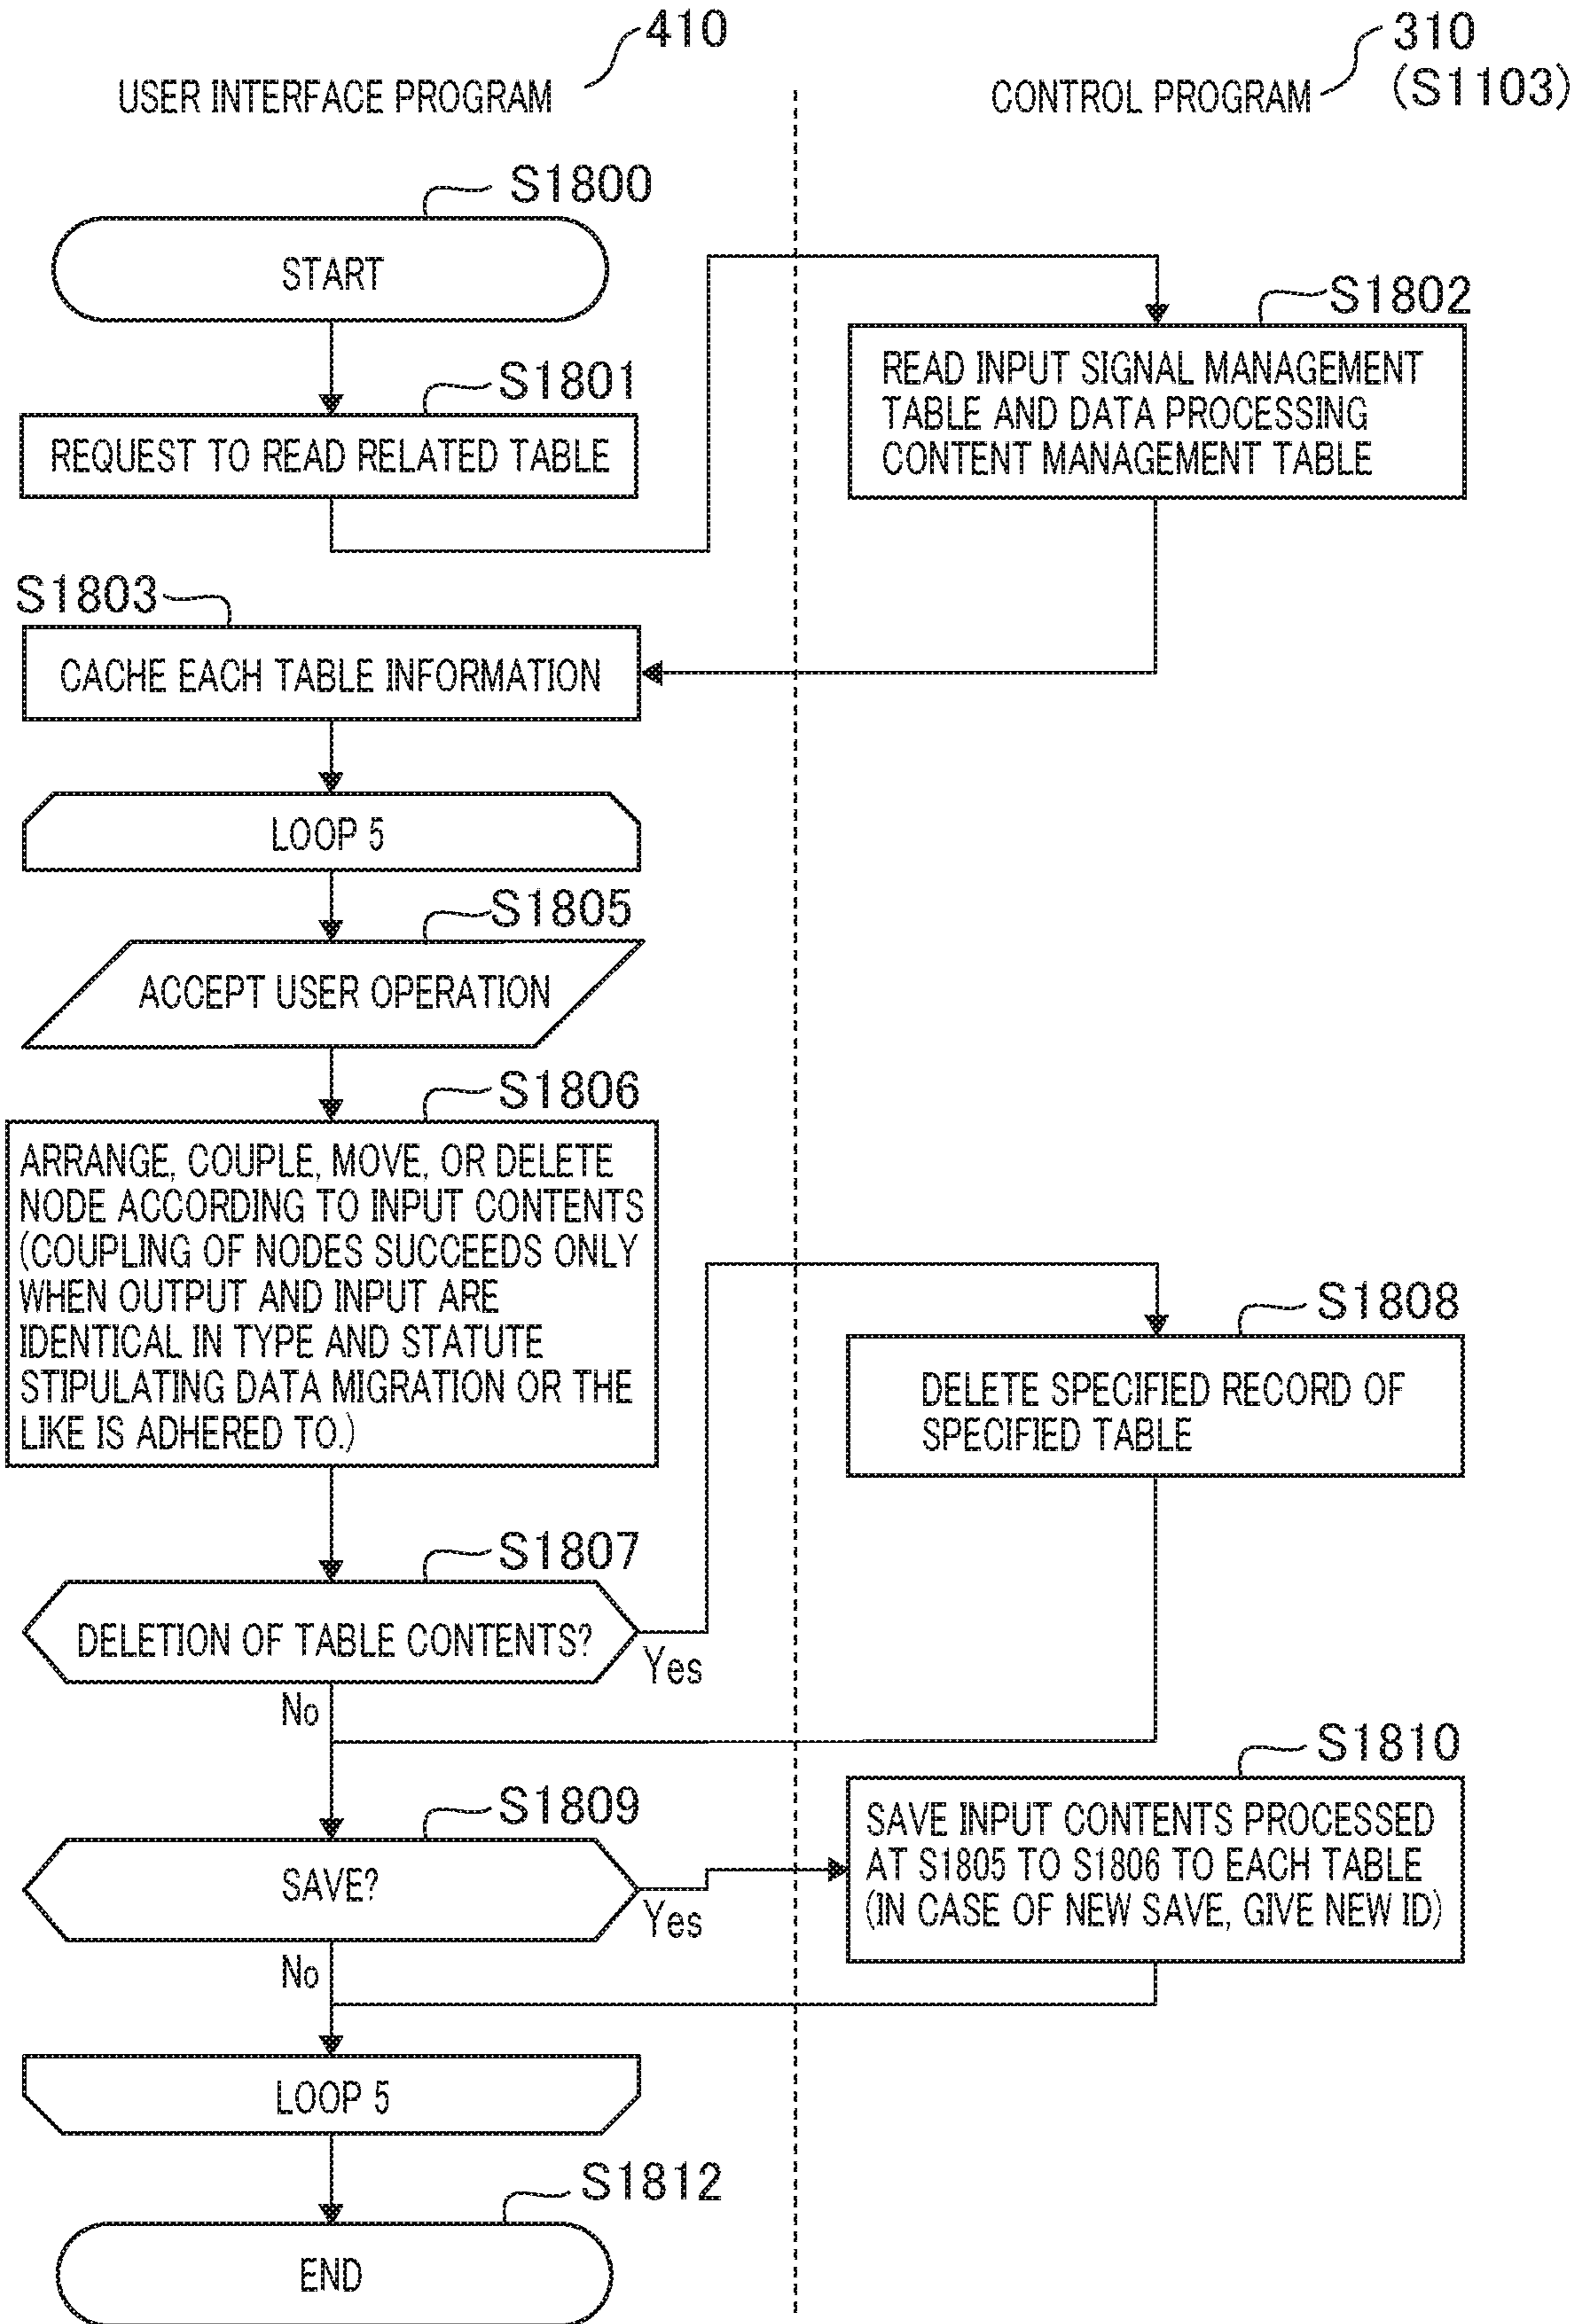 410
310
USER INTERFACE PROGRAM
CONTROL PROGRAM
(S1103)
S1800
START
S1802
READ INPUT SIGNAL MANAGEMENT
TABLE AND DATA PROCESSING
CONTENT MANAGEMENT TABLE
S1801
REQUEST TO READ RELATED TABLE
S1803
CACHE EACH TABLE INFORMATION
LOOP 5
S1805
ACCEPT USER OPERATION
S1806
ARRANGE, COUPLE, MOVE, OR DELETE
NODE ACCORDING TO INPUT CONTENTS
(COUPLING OF NODES SUCCEEDS ONLY
WHEN OUTPUT AND INPUT ARE
IDENTICAL IN TYPE AND STATUTE
STIPULATING DATA MIGRATION OR THE
LIKE IS ADHERED TO.)
S1808
DELETE SPECIFIED RECORD OF
SPECIFIED TABLE
S1807
DELETION OF TABLE CONTENTS?
Yes
No
S1810
SAVE INPUT CONTENTS PROCESSED
AT S1805 TO S1806 TO EACH TABLE
(IN CASE OF NEW SAVE, GIVE NEW ID)
S1809
SAVE?
Yes
No
LOOP 5
S1812
END